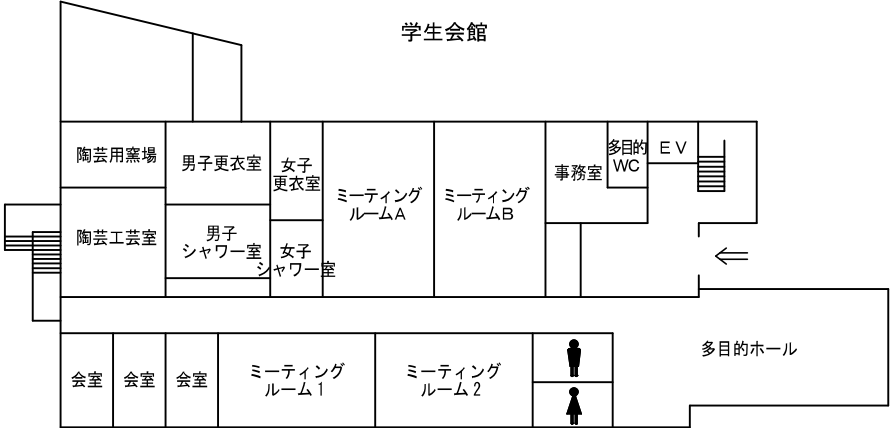 学生会館
陶芸用窯場
男子更衣室
女子
更衣室
ミーティング
ルームA
ミーティング
ルームB
事務室
多目的
WC
EV
陶芸工芸室
男子
シャワー室
女子
シャワー室
多目的ホール
会室
会室
会室
ミーティング
ルーム1
ミーティング
ルーム2